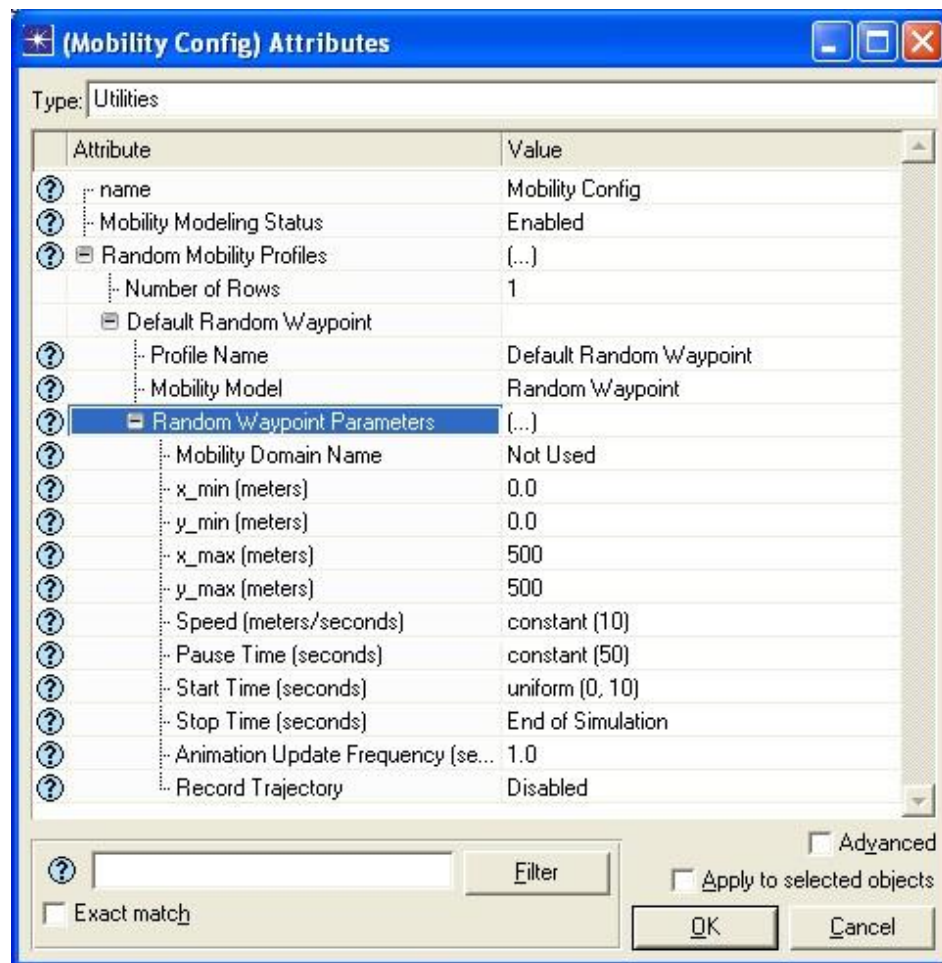 (Mobility Config) Attributes
Type: Utilities
Attribute Value
name Mobility Config
Mobility Modeling Status Enabled
Random Mobility Profiles (...)
Number of Rows 1
Default Random Waypoint
Profile Name Default Random Waypoint
Mobility Model Random Waypoint
Random Waypoint Parameters (...)
Mobility Domain Name Not Used
x_min (meters) 0.0
y_min (meters) 0.0
x_max (meters) 500
y_max (meters) 500
Speed (meters/seconds) constant (10)
Pause Time (seconds) constant (50)
Start Time (seconds) uniform (0, 10)
Stop Time (seconds) End of Simulation
Animation Update Frequency (se... 1.0
Record Trajectory Disabled
Advanced
Filter
Apply to selected objects
Exact match
OK Cancel